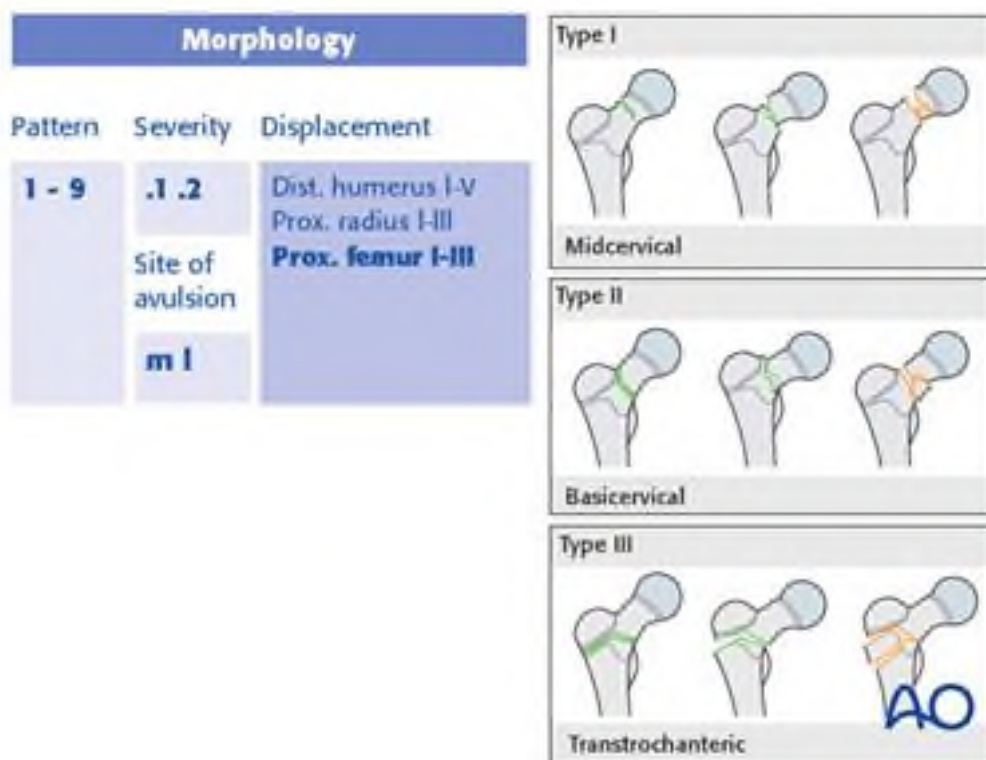 Morphology
Pattern Severity Displacement
1 - 9
.1 .2
Site of
avulsion
m l
Dist. humerus I-V
Prox. radius I-III
Prox. femur I-III
Type I
Midcervical
Type II
Basicervical
Type III
AO
Transtrochanteric